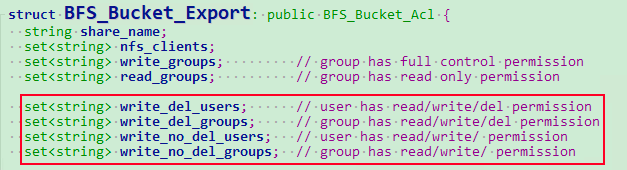 struct BFS_Bucket_Export: public BFS_Bucket_Acl {
string share_name;
set<string> nfs_clients;
set<string> write_groups; // group has full control permission
set<string> read_groups; // group has read only permission
set<string> write_del_users; // user has read/write/del permission
set<string> write_del_groups; // group has read/write/del permission
set<string> write_no_del_users; // user has read/write/ permission
set<string> write_no_del_groups; // group has read/write/ permission